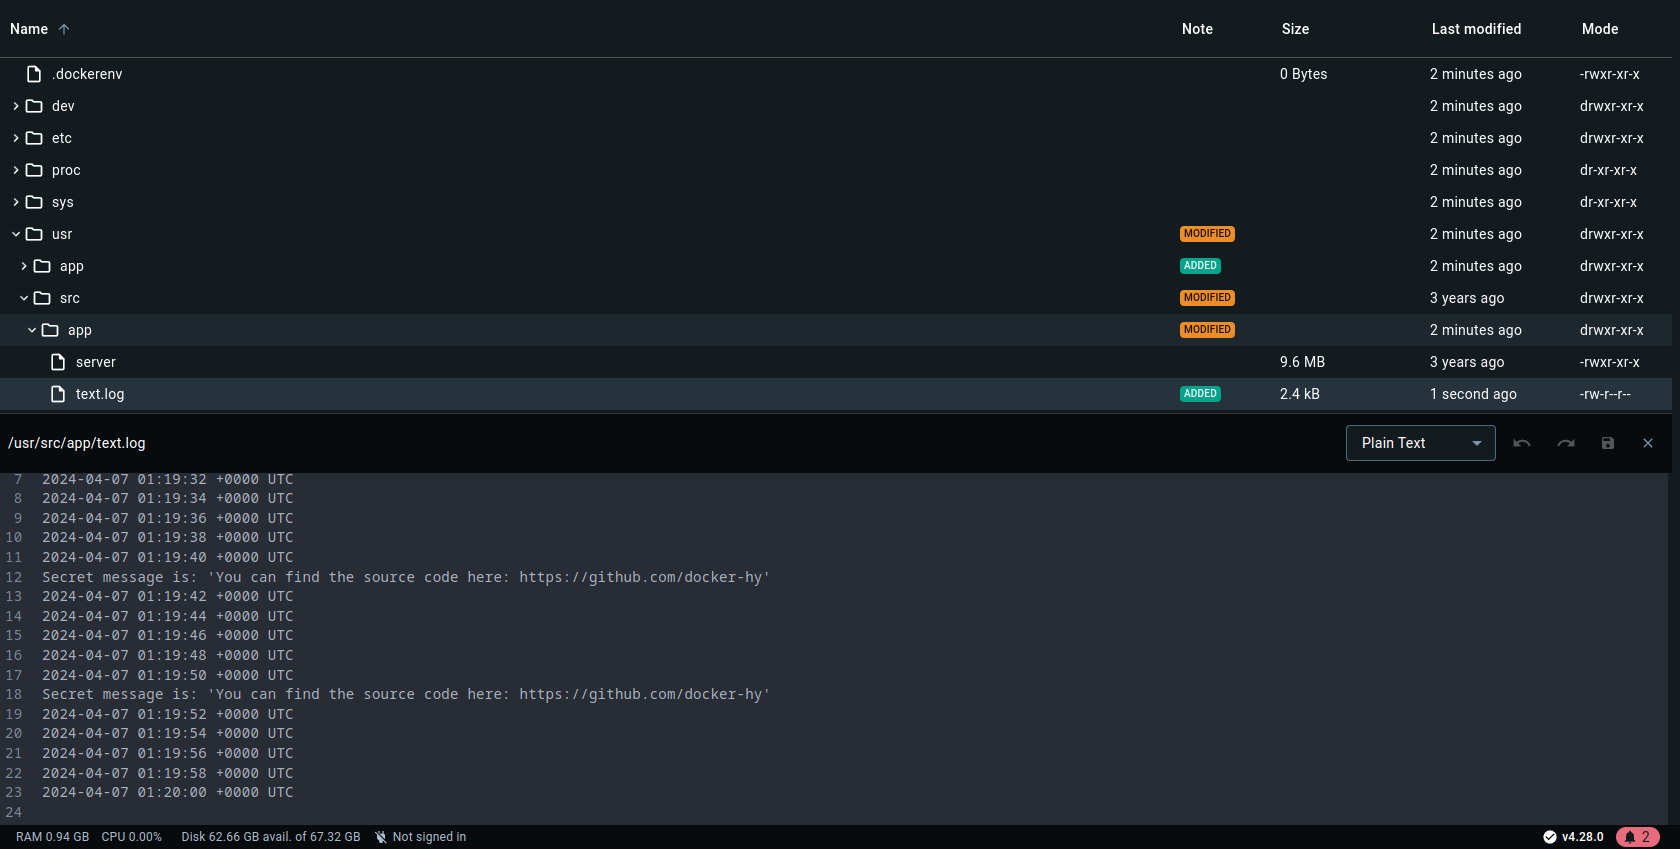 Name Note Size Last modified Mode
.dockerenv 0 Bytes 2 minutes ago -rwxr-xr-x
dev 2 minutes ago drwxr-xr-x
etc 2 minutes ago drwxr-xr-x
proc 2 minutes ago dr-xr-xr-x
sys 2 minutes ago dr-xr-xr-x
usr MODIFIED 2 minutes ago drwxr-xr-x
app ADDED 2 minutes ago drwxr-xr-x
src MODIFIED 3 years ago drwxr-xr-x
app MODIFIED 2 minutes ago drwxr-xr-x
server 9.6 MB 3 years ago -rwxr-xr-x
text.log ADDED 2.4 kB 1 second ago -rw-r--r--
/usr/src/app/text.log Plain Text
7 2024-04-07 01:19:32 +0000 UTC
8 2024-04-07 01:19:34 +0000 UTC
9 2024-04-07 01:19:36 +0000 UTC
10 2024-04-07 01:19:38 +0000 UTC
11 2024-04-07 01:19:40 +0000 UTC
12 Secret message is: 'You can find the source code here: https://github.com/docker-hy'
13 2024-04-07 01:19:42 +0000 UTC
14 2024-04-07 01:19:44 +0000 UTC
15 2024-04-07 01:19:46 +0000 UTC
16 2024-04-07 01:19:48 +0000 UTC
17 2024-04-07 01:19:50 +0000 UTC
18 Secret message is: 'You can find the source code here: https://github.com/docker-hy'
19 2024-04-07 01:19:52 +0000 UTC
20 2024-04-07 01:19:54 +0000 UTC
21 2024-04-07 01:19:56 +0000 UTC
22 2024-04-07 01:19:58 +0000 UTC
23 2024-04-07 01:20:00 +0000 UTC
24
RAM 0.94 GB CPU 0.00% Disk 62.66 GB avail. of 67.32 GB Not signed in v4.28.0 2